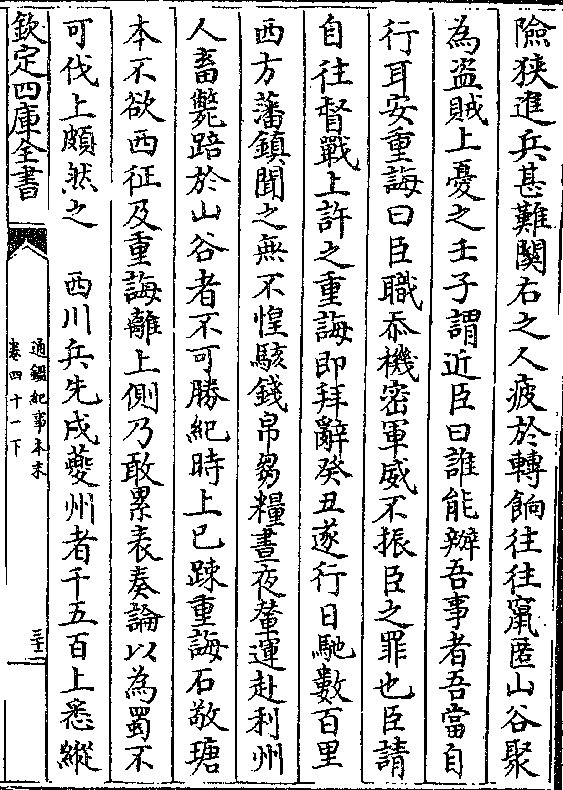 險狹進兵甚難關右之人疲於轉餉往往竄匿山谷聚
為盗賊上憂之壬子謂近臣曰誰能辦吾事者吾當自
行耳安重誨曰臣職忝機密軍威不振臣之罪也臣請
自往督戰上許之重誨即拜辭癸丑遂行日馳數百里
西方藩鎮聞之無不惶駭錢帛芻糧晝夜輦運赴利州
人畜斃踣於山谷者不可勝紀時上已踈重誨石敬瑭
本不欲西征及重誨離上側乃敢累表奏論以為蜀不
可伐上頗然之　西川兵先戍夔州者千五百上悉縱
欽定四庫全書
通鑑紀事本末
卷四十一下
三十二